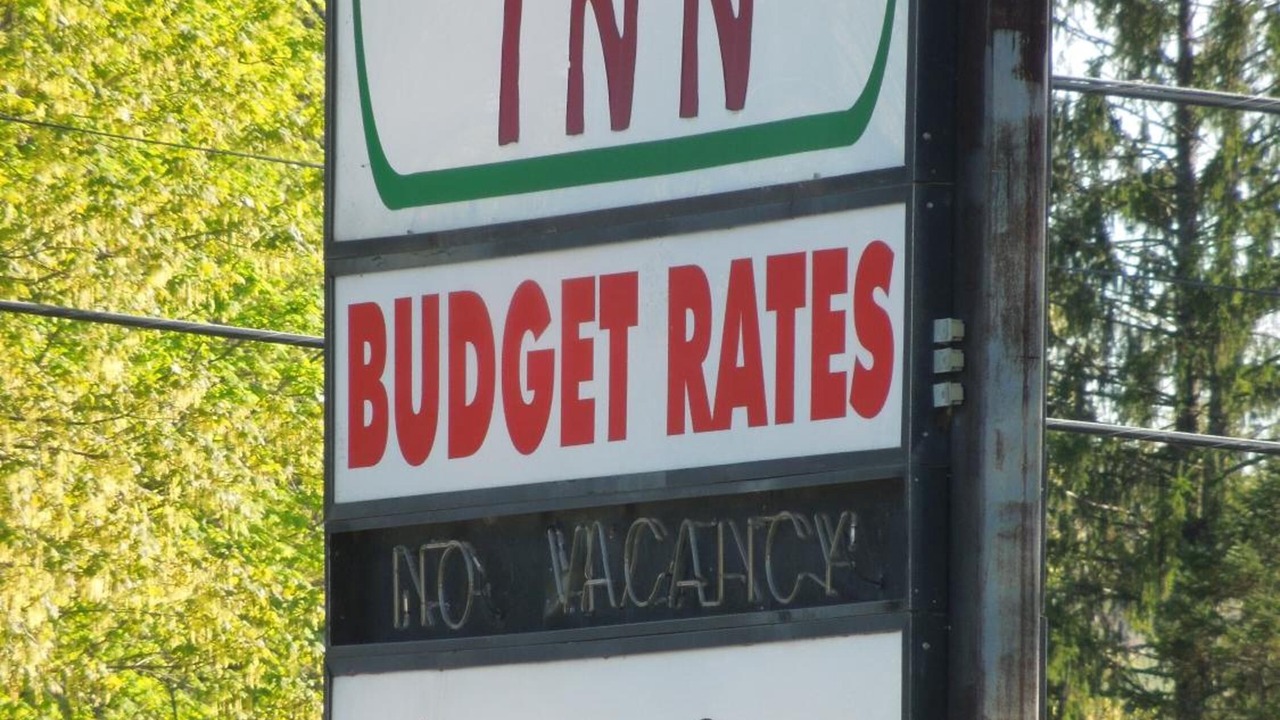 INN
BUDGET RATES
NO VACANCY